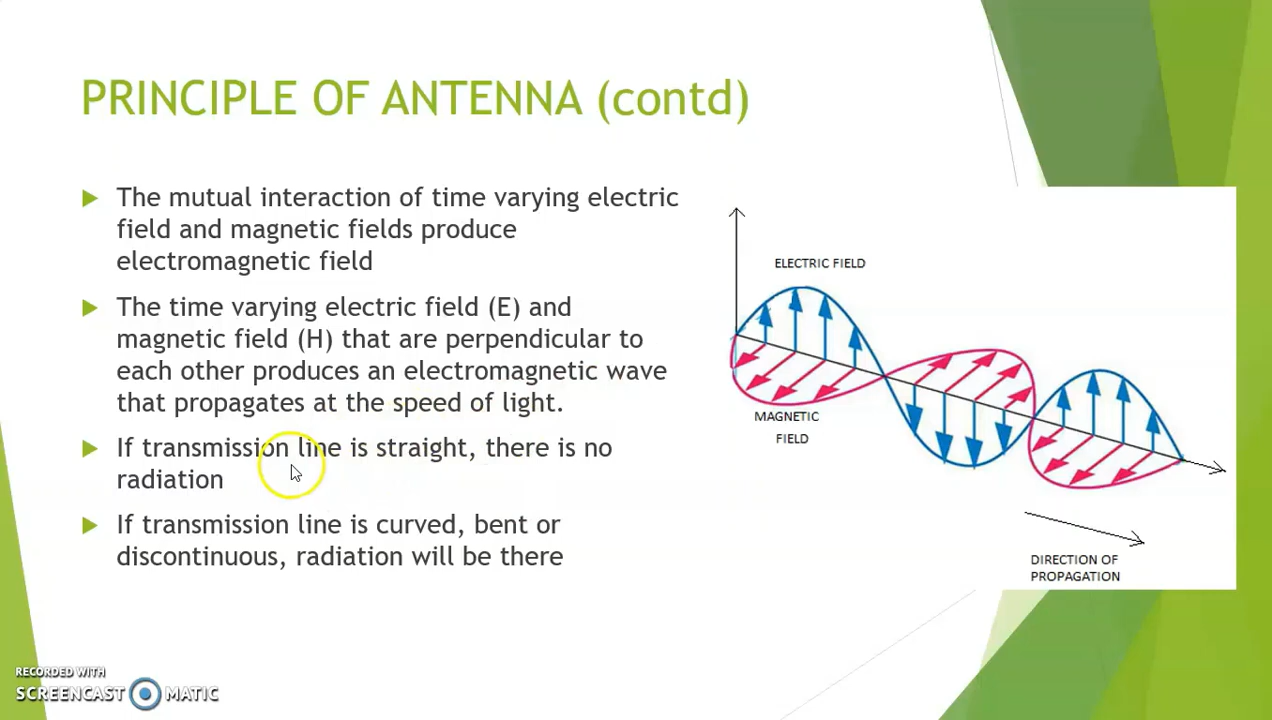 PRINCIPLE OF ANTENNA (contd)
The mutual interaction of time varying electric
field and magnetic fields produce
electromagnetic field
The time varying electric field (E) and
magnetic field (H) that are perpendicular to
each other produces an electromagnetic wave
that propagates at the speed of light.
If transmission line is straight, there is no
radiation
If transmission line is curved, bent or
discontinuous, radiation will be there
ELECTRIC FIELD
MAGNETIC
FIELD
DIRECTION OF
PROPAGATION
RECORDED WITH
SCREENCAST MATIC